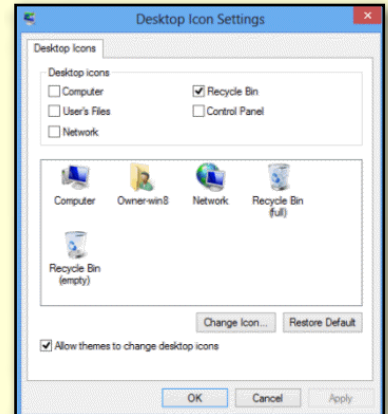 Desktop Icon Settings
Desktop Icons
Desktop icons
Computer
Recycle Bin
User's Files
Control Panel
Network
Computer
Owner-win8
Network
Recycle Bin
(full)
Recycle Bin
(empty)
Change Icon...
Restore Default
Allow themes to change desktop icons
OK
Cancel
Apply